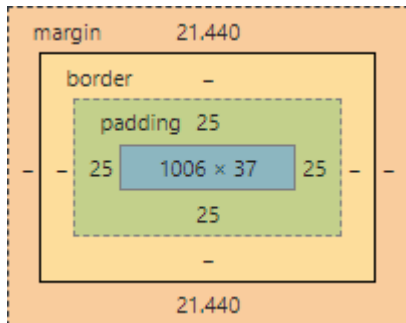 margin 21.440
border –
padding 25
– – 25 1006 × 37 25 – –
25
–
21.440